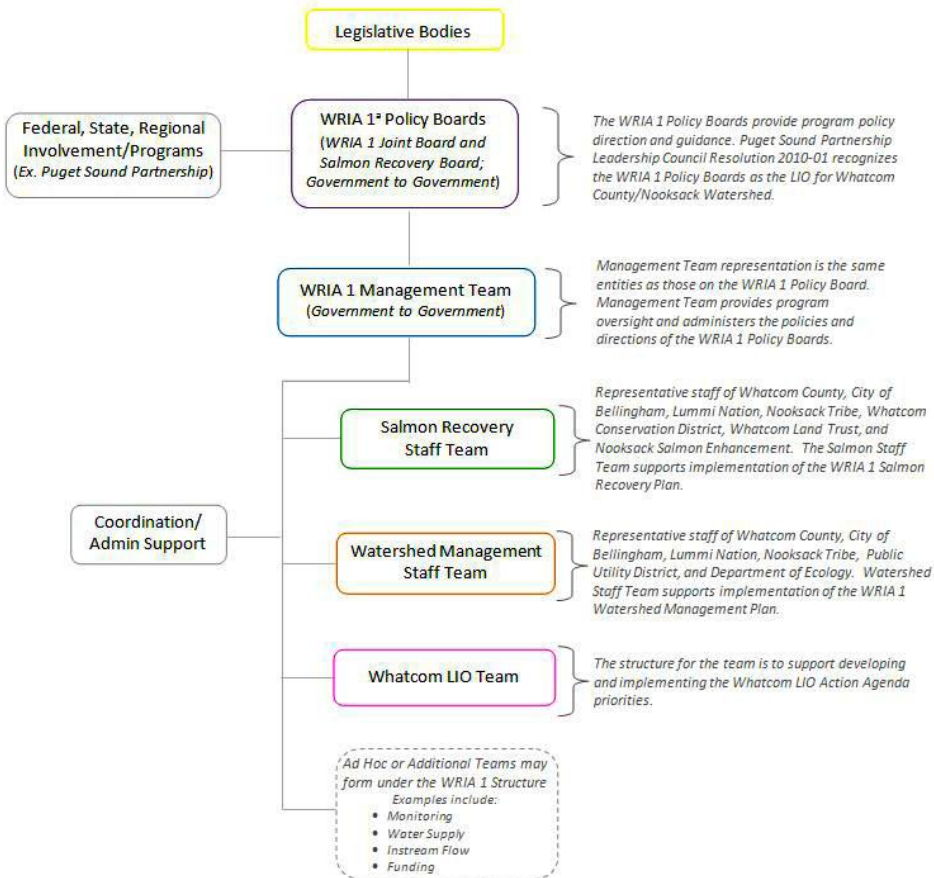 Legislative Bodies
WRIA 1ª Policy Boards
(WRIA 1 Joint Board and
Salmon Recovery Board;
Government to Government)
Federal, State, Regional
Involvement/Programs
(Ex. Puget Sound Partnership)
The WRIA 1 Policy Boards provide program policy
direction and guidance. Puget Sound Partnership
Leadership Council Resolution 2010-01 recognizes
the WRIA 1 Policy Boards as the LIO for Whatcom
County/Nooksack Watershed.
WRIA 1 Management Team
(Government to Government)
Management Team representation is the same
entities as those on the WRIA 1 Policy Board.
Management Team provides program
oversight and administers the policies and
directions of the WRIA 1 Policy Boards.
Salmon Recovery
Staff Team
Representative staff of Whatcom County, City of
Bellingham, Lummi Nation, Nooksack Tribe, Whatcom
Conservation District, Whatcom Land Trust, and
Nooksack Salmon Enhancement. The Salmon Staff
Team supports implementation of the WRIA 1 Salmon
Recovery Plan.
Coordination/
Admin Support
Watershed Management
Staff Team
Representative staff of Whatcom County, City of
Bellingham, Lummi Nation, Nooksack Tribe, Public
Utility District, and Department of Ecology. Watershed
Staff Team supports implementation of the WRIA 1
Watershed Management Plan.
Whatcom LIO Team
The structure for the team is to support developing
and implementing the Whatcom LIO Action Agenda
priorities.
Ad Hoc or Additional Teams may
form under the WRIA 1 Structure
Examples include:
• Monitoring
• Water Supply
• Instream Flow
• Funding